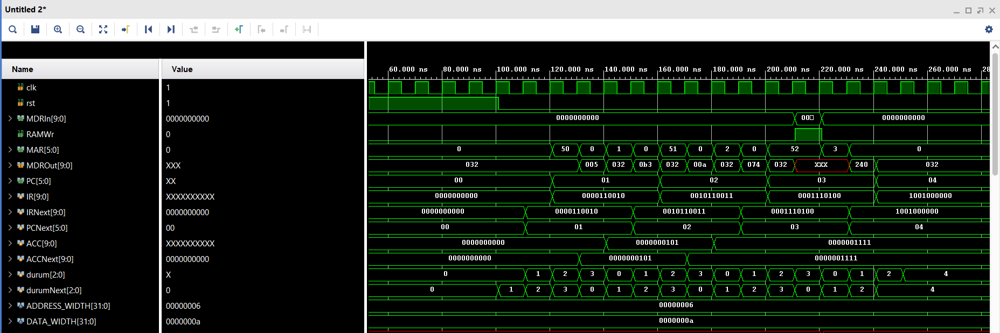 Untitled 2*
Name Value
60.000 ns 80.000 ns 100.000 ns 120.000 ns 140.000 ns 160.000 ns 180.000 ns 200.000 ns 220.000 ns 240.000 ns 260.000 ns 28
clk 1
rst 1
MDRIn[9:0] 0000000000 0000000000 00□ 0000000000
RAMWr 0
MAR[5:0] 0 0 50 0 1 0 51 0 2 0 52 3 0
MDROut[9:0] XXX 032 005 032 0b3 032 00a 032 074 032 XXX 240 032
PC[5:0] XX 00 01 02 03 04
IR[9:0] XXXXXXXXXX 0000000000 0000110010 0010110011 0001110100 1001000000
IRNext[9:0] 0000000000 0000000000 0000110010 0010110011 0001110100 1001000000
PCNext[5:0] 00 00 01 02 03 04
ACC[9:0] XXXXXXXXXX 0000000000 0000000101 0000001111
ACCNext[9:0] 0000000000 0000000000 0000000101 0000001111
durum[2:0] X 0 1 2 3 0 1 2 3 0 1 2 3 0 1 2 4
durumNext[2:0] 0 0 1 2 3 0 1 2 3 0 1 2 3 0 1 2 4
ADDRESS_WIDTH[31:0] 00000006 00000006
DATA_WIDTH[31:0] 0000000a 0000000a